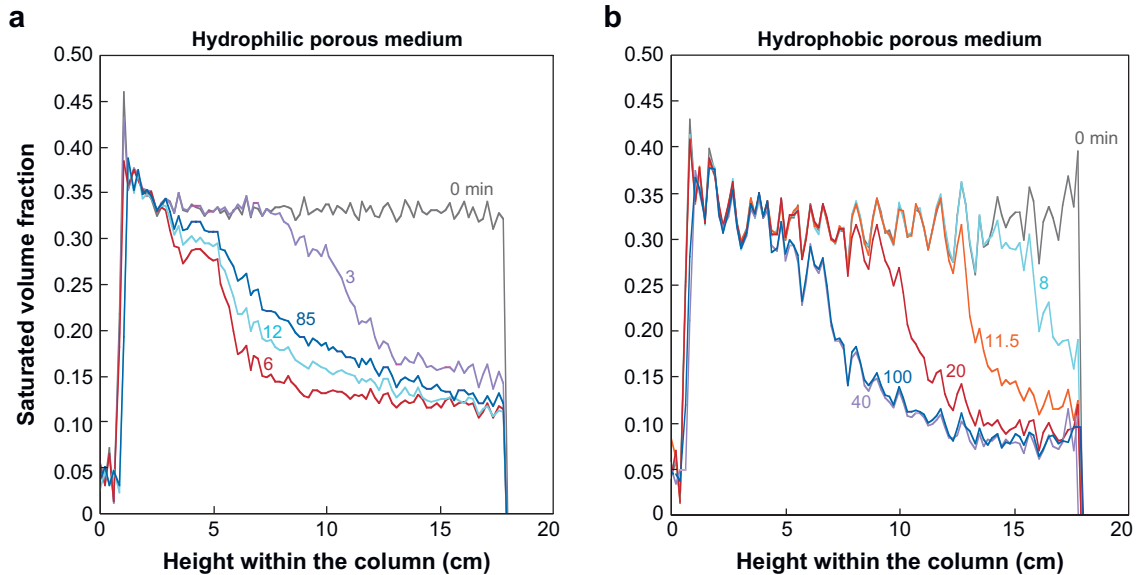 a
Hydrophilic porous medium
Saturated volume fraction
0.50
0.45
0.40
0.35
0.30
0.25
0.20
0.15
0.10
0.05
0
0 min
3
85
12
6
0 5 10 15 20
Height within the column (cm)
b
Hydrophobic porous medium
0.50
0.45
0.40
0.35
0.30
0.25
0.20
0.15
0.10
0.05
0
0 min
8
11.5
20
100
40
0 5 10 15 20
Height within the column (cm)